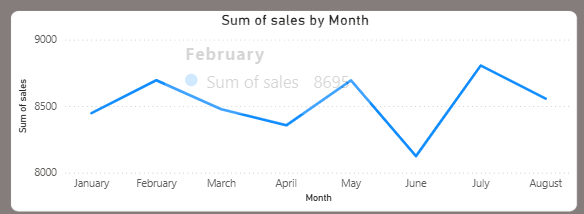 Sum of sales by Month
9000
February
Sum of sales 8695
8500
Sum of sales
8000
January February March April May June July August
Month